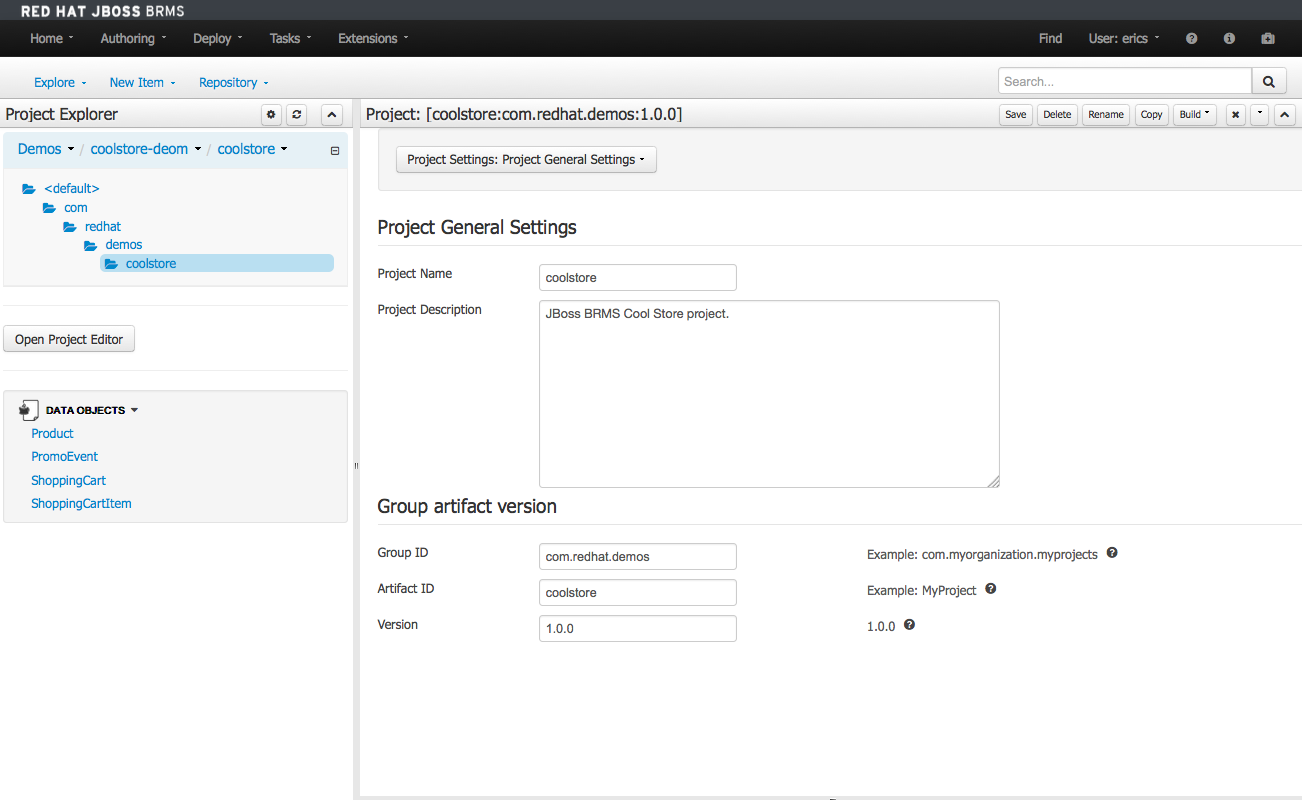 RED HAT JBOSS BRMS
Home Authoring Deploy Tasks Extensions Find User: erics
Explore New Item Repository Search...
Project Explorer
Demos / coolstore-deom / coolstore
<default>
com
redhat
demos
coolstore
Open Project Editor
DATA OBJECTS
Product
PromoEvent
ShoppingCart
ShoppingCartItem
Project: [coolstore:com.redhat.demos:1.0.0] Save Delete Rename Copy Build
Project Settings: Project General Settings
Project General Settings
Project Name coolstore
Project Description JBoss BRMS Cool Store project.
Group artifact version
Group ID com.redhat.demos Example: com.myorganization.myprojects
Artifact ID coolstore Example: MyProject
Version 1.0.0 1.0.0